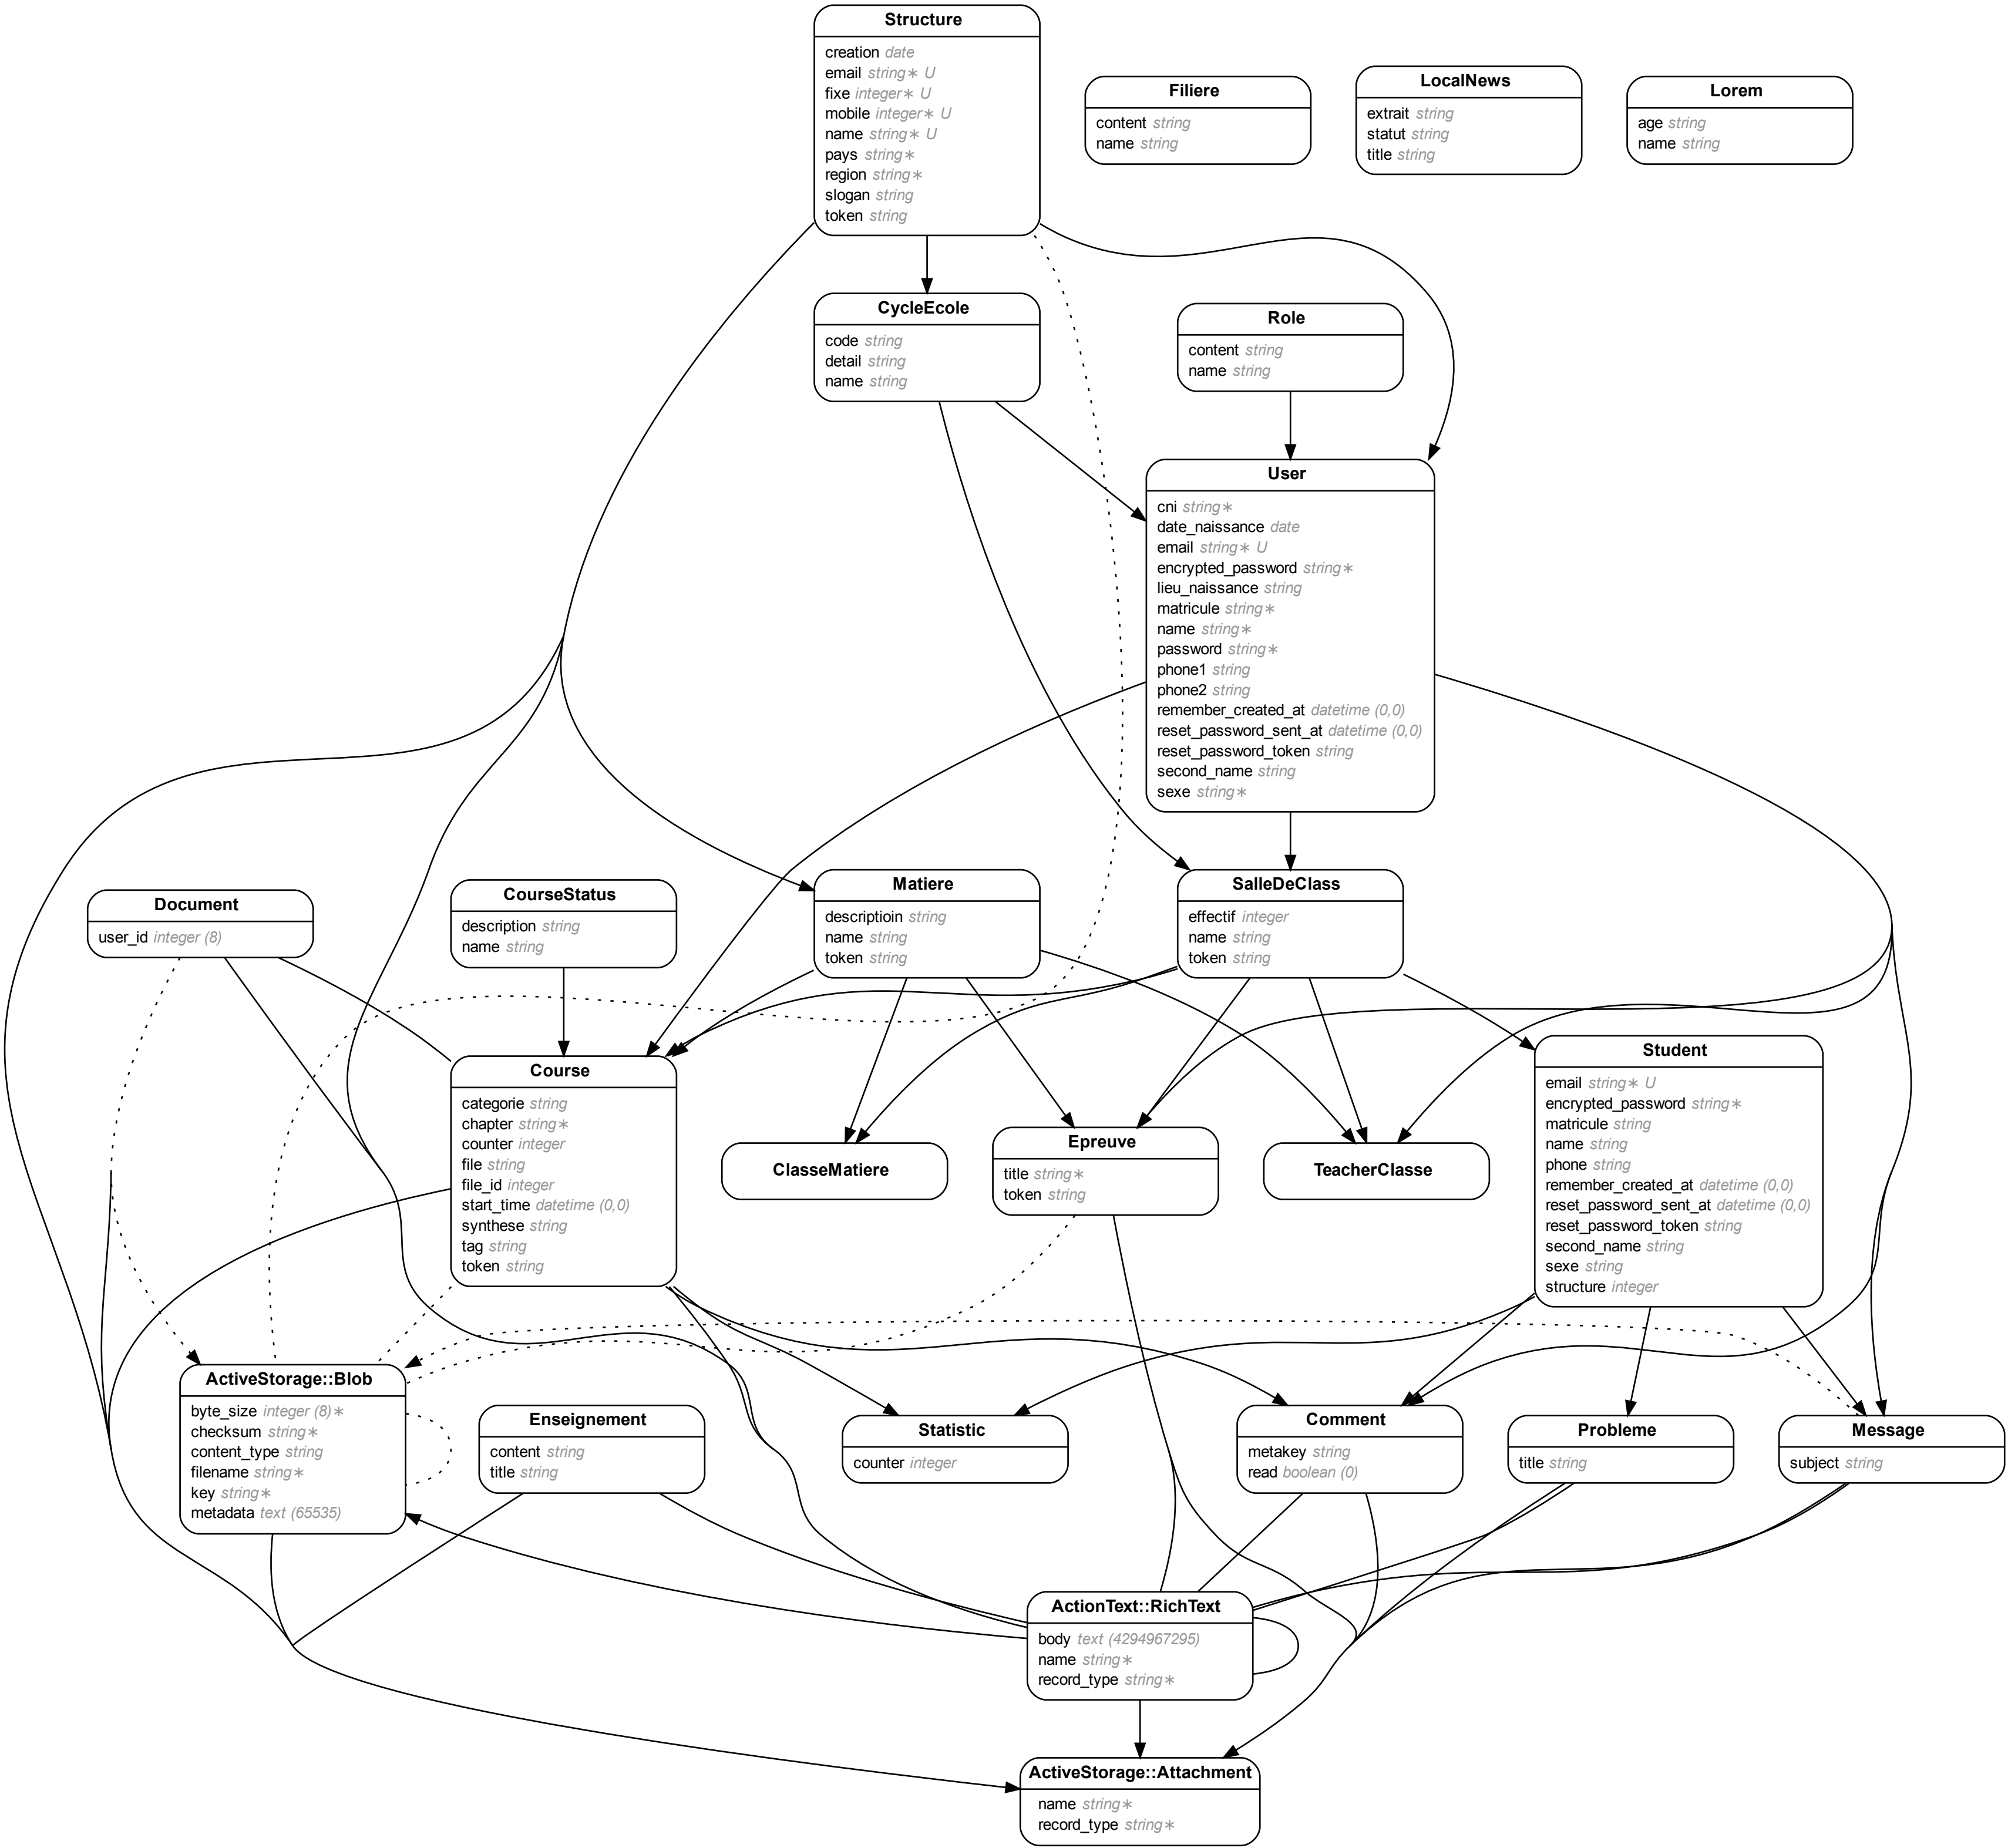 Structure
creation date
email string∗ U
fixe integer∗ U
mobile integer∗ U
name string∗ U
pays string∗
region string∗
slogan string
token string
Filiere
content string
name string
LocalNews
extrait string
statut string
title string
Lorem
age string
name string
CycleEcole
code string
detail string
name string
Role
content string
name string
User
cni string∗
date_naissance date
email string∗ U
encrypted_password string∗
lieu_naissance string
matricule string∗
name string∗
password string∗
phone1 string
phone2 string
remember_created_at datetime (0,0)
reset_password_sent_at datetime (0,0)
reset_password_token string
second_name string
sexe string∗
Document
user_id integer (8)
CourseStatus
description string
name string
Matiere
descriptioin string
name string
token string
SalleDeClass
effectif integer
name string
token string
Course
categorie string
chapter string∗
counter integer
file string
file_id integer
start_time datetime (0,0)
synthese string
tag string
token string
ClasseMatiere
Epreuve
title string∗
token string
TeacherClasse
Student
email string∗ U
encrypted_password string∗
matricule string
name string
phone string
remember_created_at datetime (0,0)
reset_password_sent_at datetime (0,0)
reset_password_token string
second_name string
sexe string
structure integer
ActiveStorage::Blob
byte_size integer (8)∗
checksum string∗
content_type string
filename string∗
key string∗
metadata text (65535)
Enseignement
content string
title string
Statistic
counter integer
Comment
metakey string
read boolean (0)
Probleme
title string
Message
subject string
ActionText::RichText
body text (4294967295)
name string∗
record_type string∗
ActiveStorage::Attachment
name string∗
record_type string∗